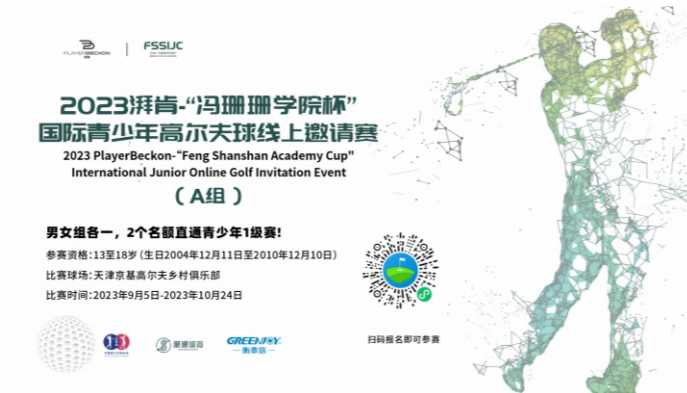 PLAYERBECKON
FSSIJC
2023湃肯-“冯珊珊学院杯”
国际青少年高尔夫球线上邀请赛
2023 PlayerBeckon-“Feng Shanshan Academy Cup"
International Junior Online Golf Invitation Event
（A组）
男女组各一，2个名额直通青少年1级赛!
参赛资格：13至18岁（生日2004年12月11日至2010年12月10日）
比赛球场：天津京基高尔夫乡村俱乐部
比赛时间：2023年9月5日-2023年10月24日
GREENJOY
衡泰信
扫码报名即可参赛